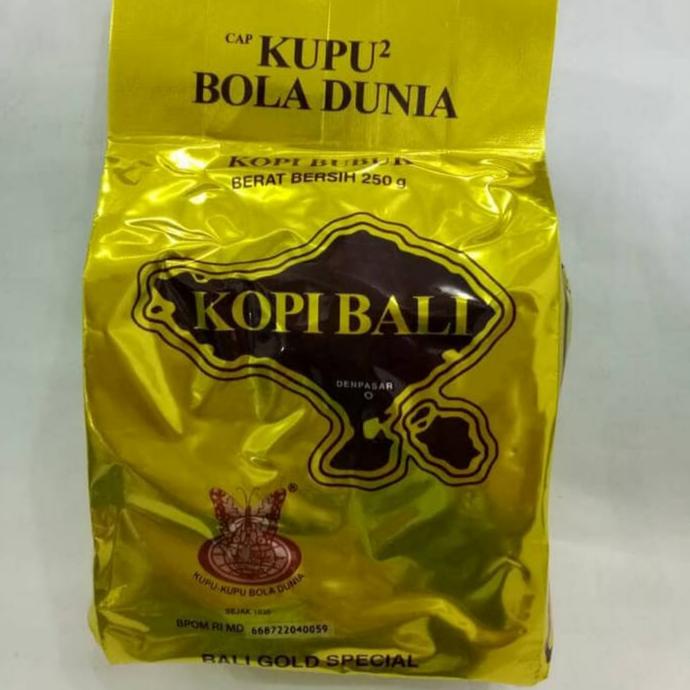 CAP KUPU²
BOLA DUNIA
KOPI BUBUK
BERAT BERSIH 250 g
KOPI BALI
DENPASAR
®
KUPU-KUPU BOLA DUNIA
SEJAK
BPOM RI MD 668722040059
BALI GOLD SPECIAL